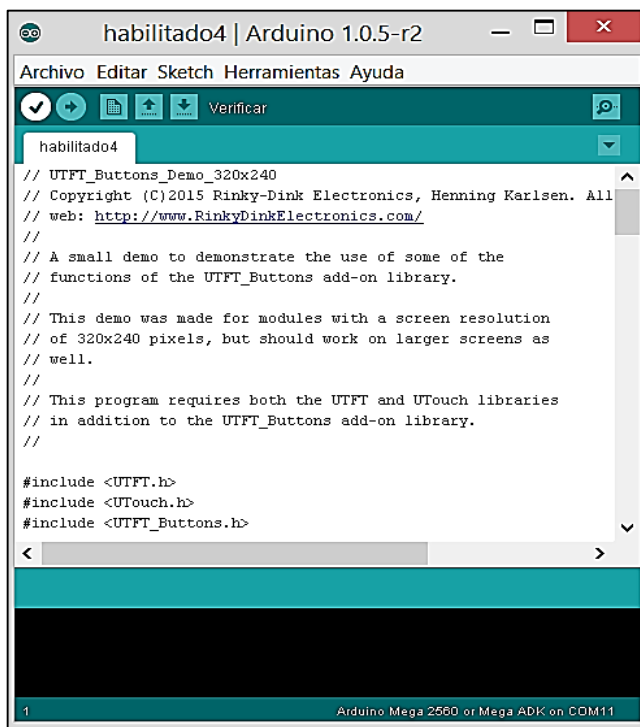 habilitado4 | Arduino 1.0.5-r2
Archivo Editar Sketch Herramientas Ayuda
Verificar
habilitado4
// UTFT_Buttons_Demo_320x240
// Copyright (C)2015 Rinky-Dink Electronics, Henning Karlsen. All
// web: http://www.RinkyDinkElectronics.com/
//
// A small demo to demonstrate the use of some of the
// functions of the UTFT_Buttons add-on library.
//
// This demo was made for modules with a screen resolution
// of 320x240 pixels, but should work on larger screens as
// well.
//
// This program requires both the UTFT and UTouch libraries
// in addition to the UTFT_Buttons add-on library.
//
#include <UTFT.h>
#include <UTouch.h>
#include <UTFT_Buttons.h>
1
Arduino Mega 2560 or Mega ADK on COM11